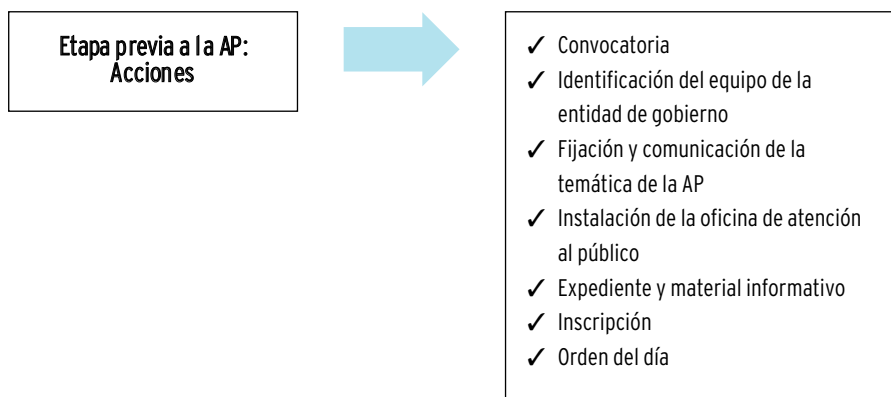 Etapa previa a la AP:
Acciones
✓ Convocatoria
✓ Identificación del equipo de la
entidad de gobierno
✓ Fijación y comunicación de la
temática de la AP
✓ Instalación de la oficina de atención
al público
✓ Expediente y material informativo
✓ Inscripción
✓ Orden del día